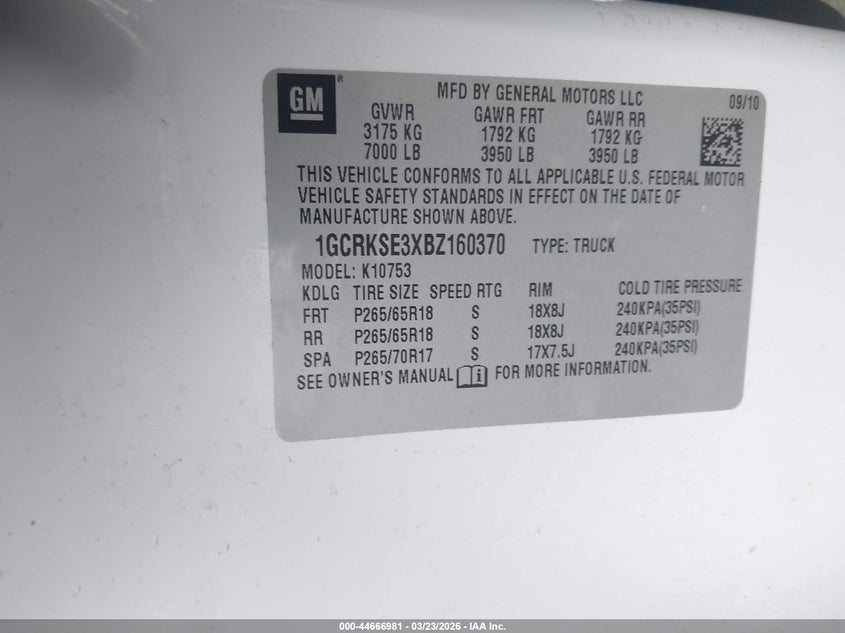 GM®
MFD BY GENERAL MOTORS LLC 09/10
GVWR GAWR FRT GAWR RR
3175 KG 1792 KG 1792 KG
7000 LB 3950 LB 3950 LB
THIS VEHICLE CONFORMS TO ALL APPLICABLE U.S. FEDERAL MOTOR
VEHICLE SAFETY STANDARDS IN EFFECT ON THE DATE OF
MANUFACTURE SHOWN ABOVE.
1GCRKSE3XBZ160370 TYPE: TRUCK
MODEL: K10753
KDLG TIRE SIZE SPEED RTG RIM COLD TIRE PRESSURE
FRT P265/65R18 S 18X8J 240KPA(35PSI)
RR P265/65R18 S 18X8J 240KPA(35PSI)
SPA P265/70R17 S 17X7.5J 240KPA(35PSI)
SEE OWNER'S MANUAL i FOR MORE INFORMATION.
000-44666981 | 03/23/2026 - IAA Inc.